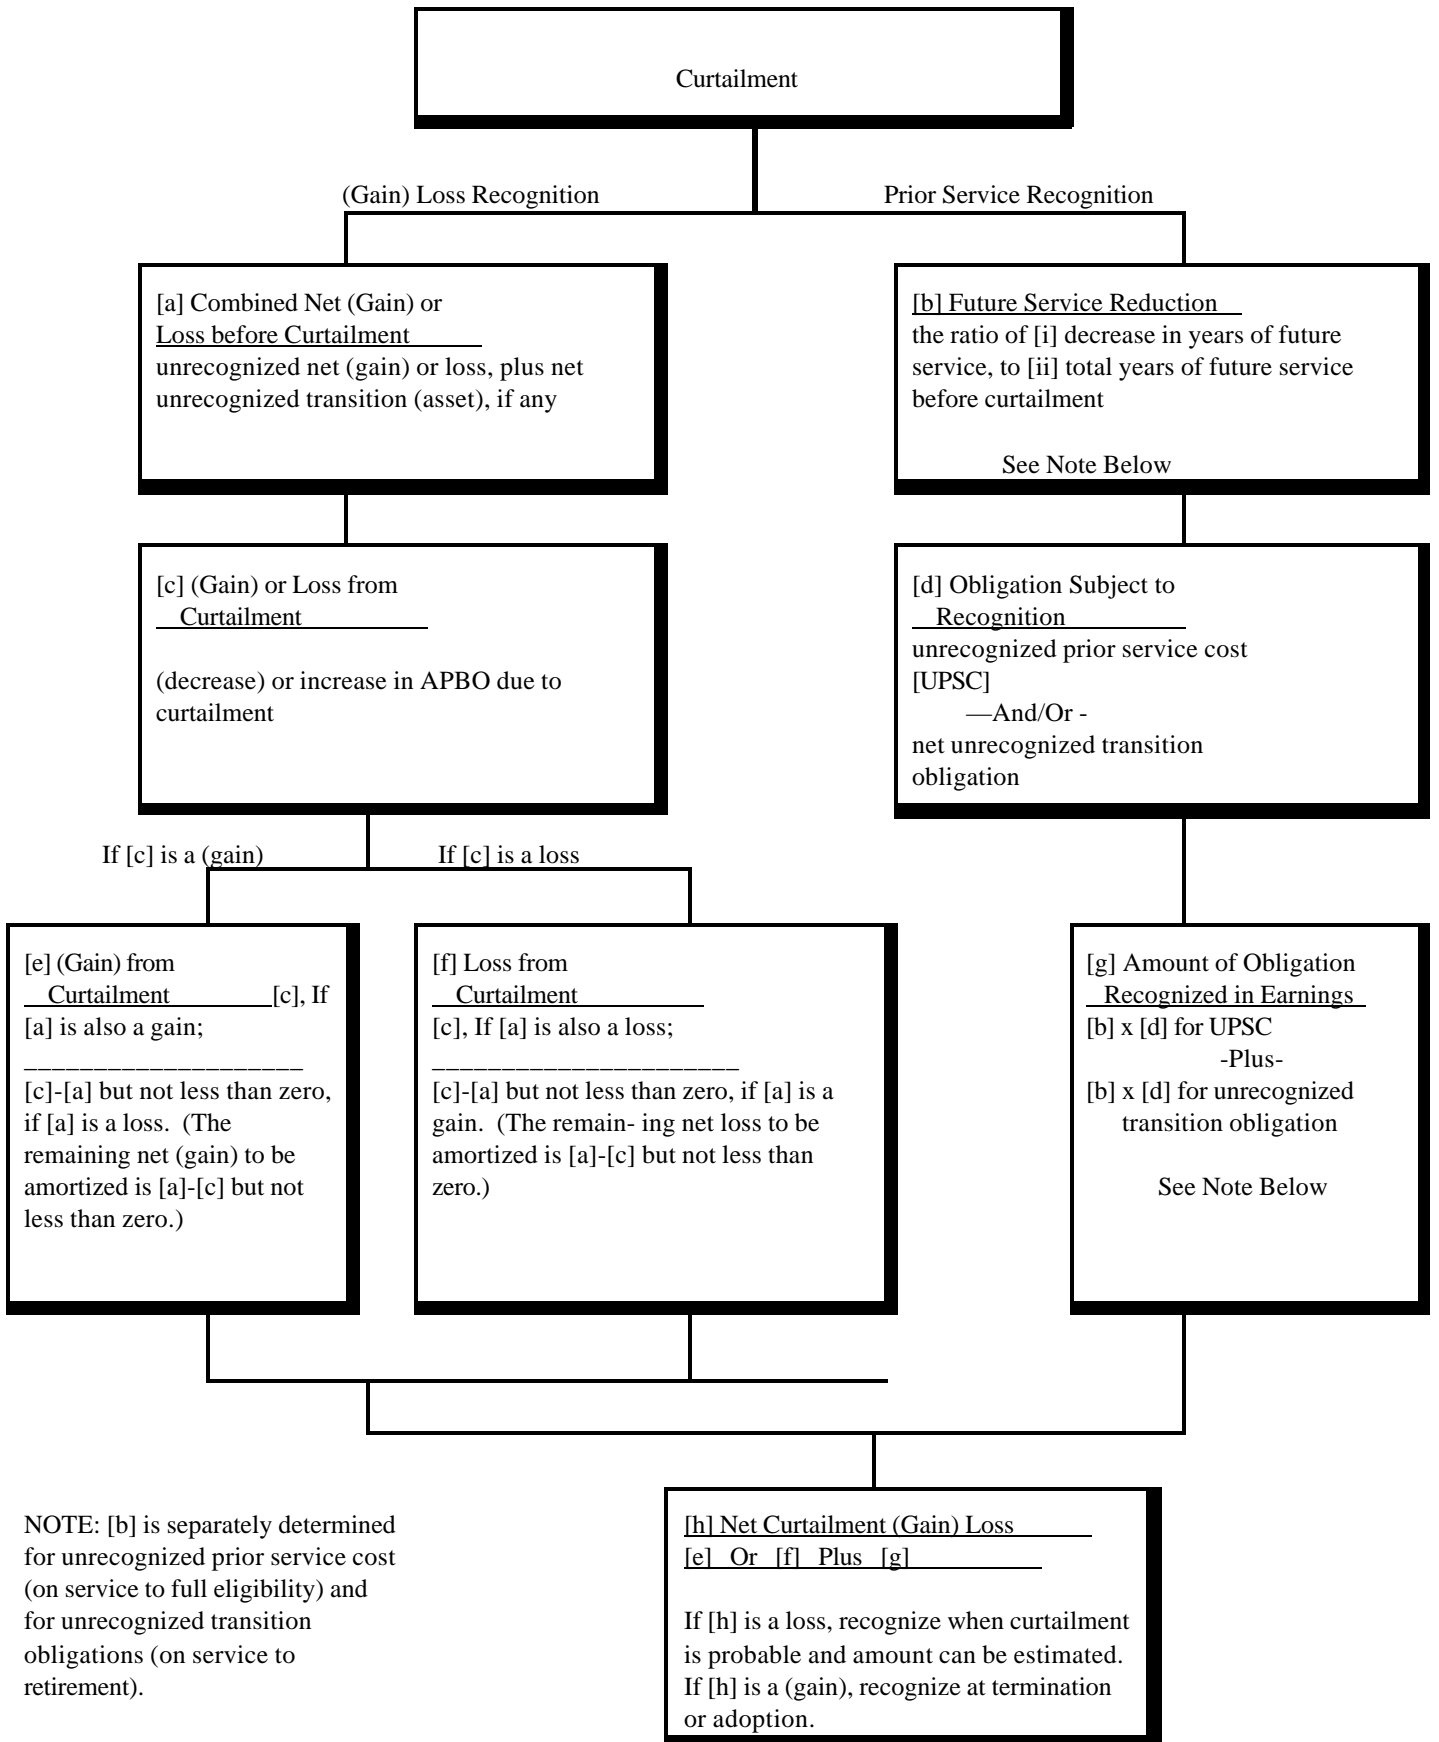 Curtailment
(Gain) Loss Recognition
Prior Service Recognition
[a] Combined Net (Gain) or
Loss before Curtailment
unrecognized net (gain) or loss, plus net
unrecognized transition (asset), if any
[b] Future Service Reduction
the ratio of [i] decrease in years of future
service, to [ii] total years of future service
before curtailment
See Note Below
[c] (Gain) or Loss from
Curtailment
(decrease) or increase in APBO due to
curtailment
[d] Obligation Subject to
Recognition
unrecognized prior service cost
[UPSC]
—And/Or -
net unrecognized transition
obligation
If [c] is a (gain)
If [c] is a loss
[e] (Gain) from
Curtailment [c], If
[a] is also a gain;
_____________________
[c]-[a] but not less than zero,
if [a] is a loss. (The
remaining net (gain) to be
amortized is [a]-[c] but not
less than zero.)
[f] Loss from
Curtailment
[c], If [a] is also a loss;
_______________________
[c]-[a] but not less than zero, if [a] is a
gain. (The remain- ing net loss to be
amortized is [a]-[c] but not less than
zero.)
[g] Amount of Obligation
Recognized in Earnings
[b] x [d] for UPSC
-Plus-
[b] x [d] for unrecognized
transition obligation
See Note Below
NOTE: [b] is separately determined
for unrecognized prior service cost
(on service to full eligibility) and
for unrecognized transition
obligations (on service to
retirement).
[h] Net Curtailment (Gain) Loss
[e] Or [f] Plus [g]
If [h] is a loss, recognize when curtailment
is probable and amount can be estimated.
If [h] is a (gain), recognize at termination
or adoption.